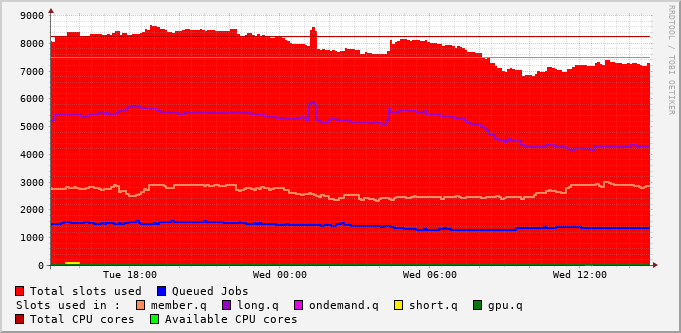 9000
8000
7000
6000
5000
4000
3000
2000
1000
0
Tue 18:00 Wed 00:00 Wed 06:00 Wed 12:00
Total slots used Queued Jobs
Slots used in : member.q long.q ondemand.q short.q gpu.q
Total CPU cores Available CPU cores
RRDTOOL / TOBI OETIKER